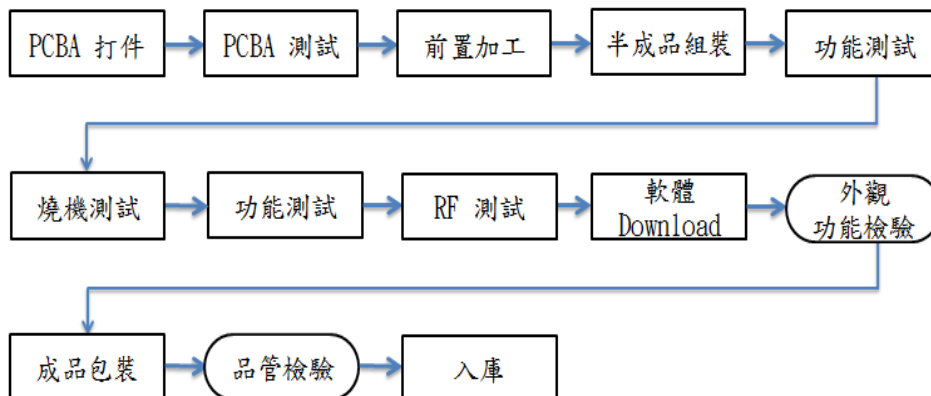 PCBA 打件
PCBA 測試
前置加工
半成品組裝
功能測試
燒機測試
功能測試
RF 測試
軟體
Download
外觀
功能檢驗
成品包裝
品管檢驗
入庫